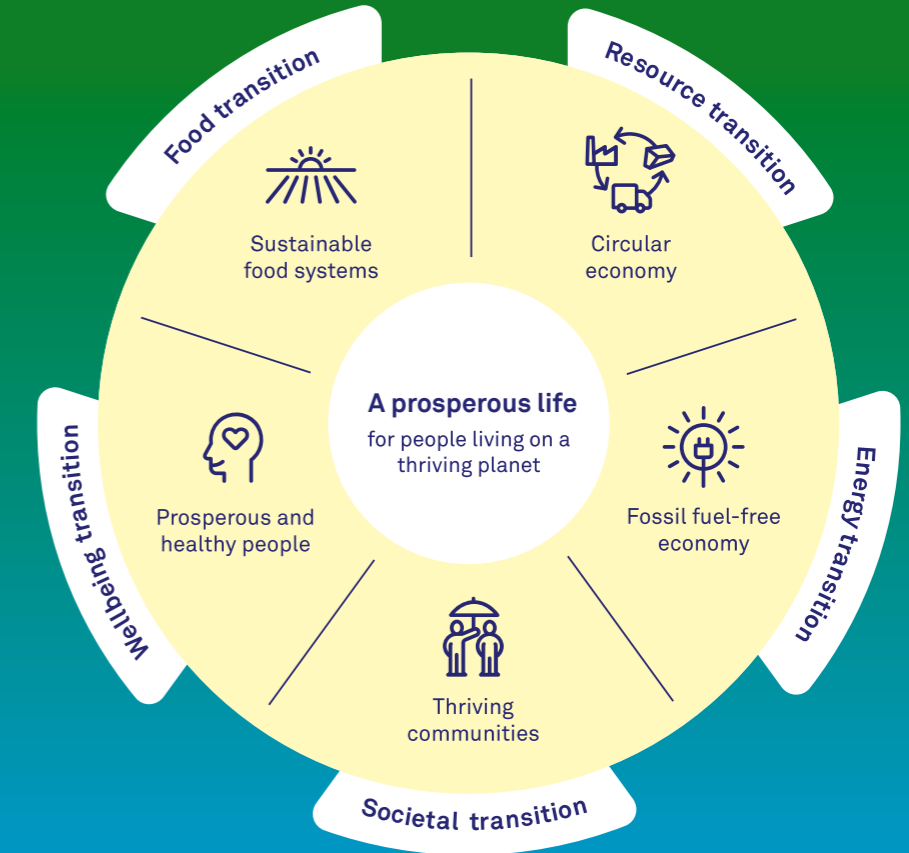 Food transition
Resource transition
Sustainable
food systems
Circular
economy
A prosperous life
for people living on a
thriving planet
Prosperous and
healthy people
Fossil fuel-free
economy
Wellbeing transition
Energy transition
Thriving
communities
Societal transition